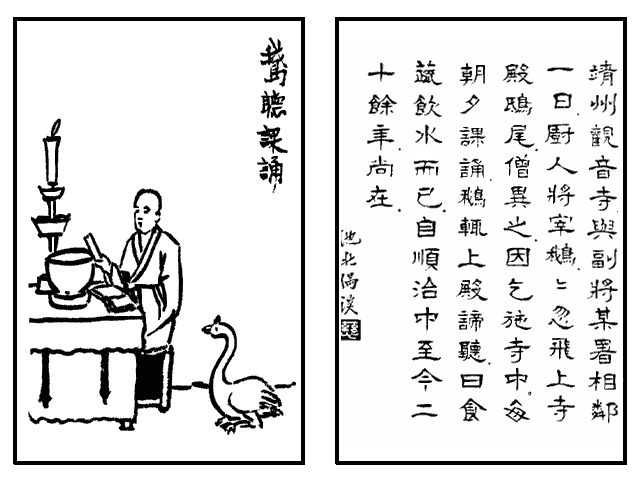 鵞聽課誦
靖州觀音寺.與副將某署相鄰
一日.廚人將宰鵝.〻忽飛上寺
殿鴟尾.僧異之.因乞施寺中.每
朝夕課誦.鵝輒上殿諦聽.日食
蔬飲水而已.自順治中至今二
十餘年尚在.
池北偶談